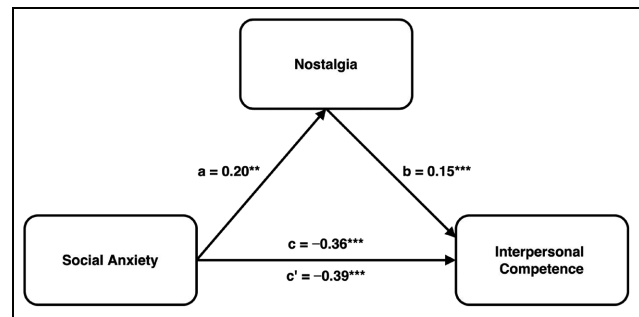 Nostalgia
a = 0.20**
b = 0.15***
Social Anxiety
c = −0.36***
c' = −0.39***
Interpersonal
Competence